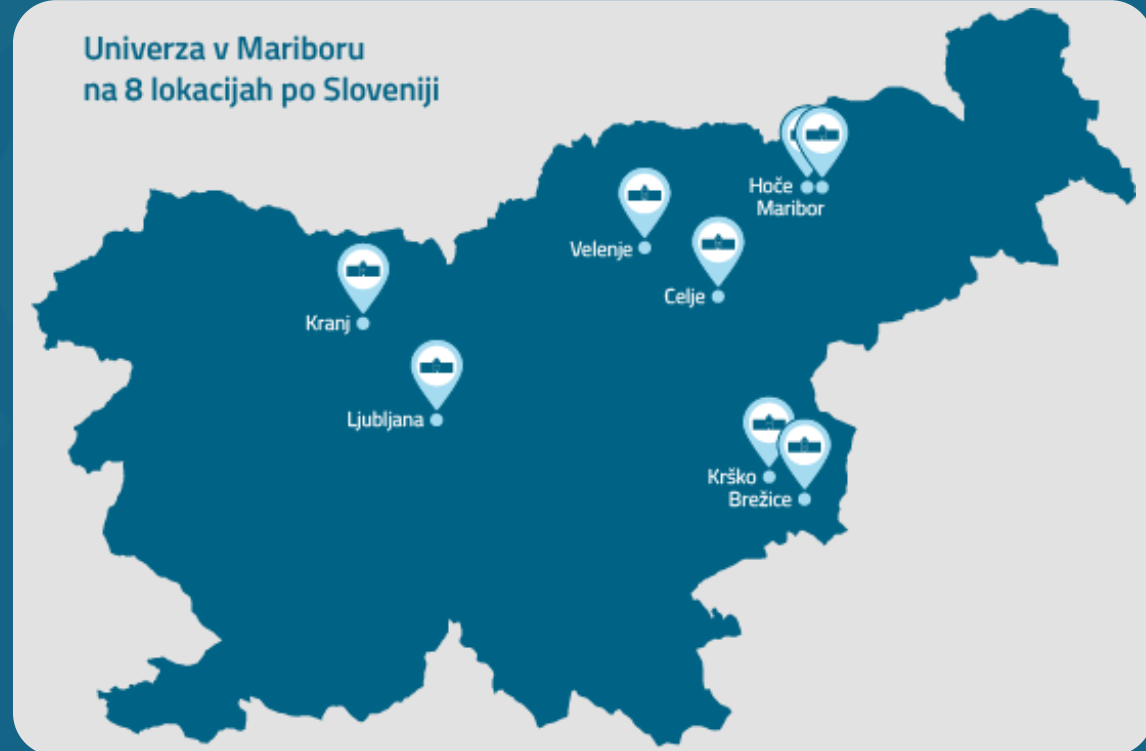 Univerza v Mariboru
na 8 lokacijah po Sloveniji
Hoče
Maribor
Velenje
Celje
Kranj
Ljubljana
Krško
Brežice